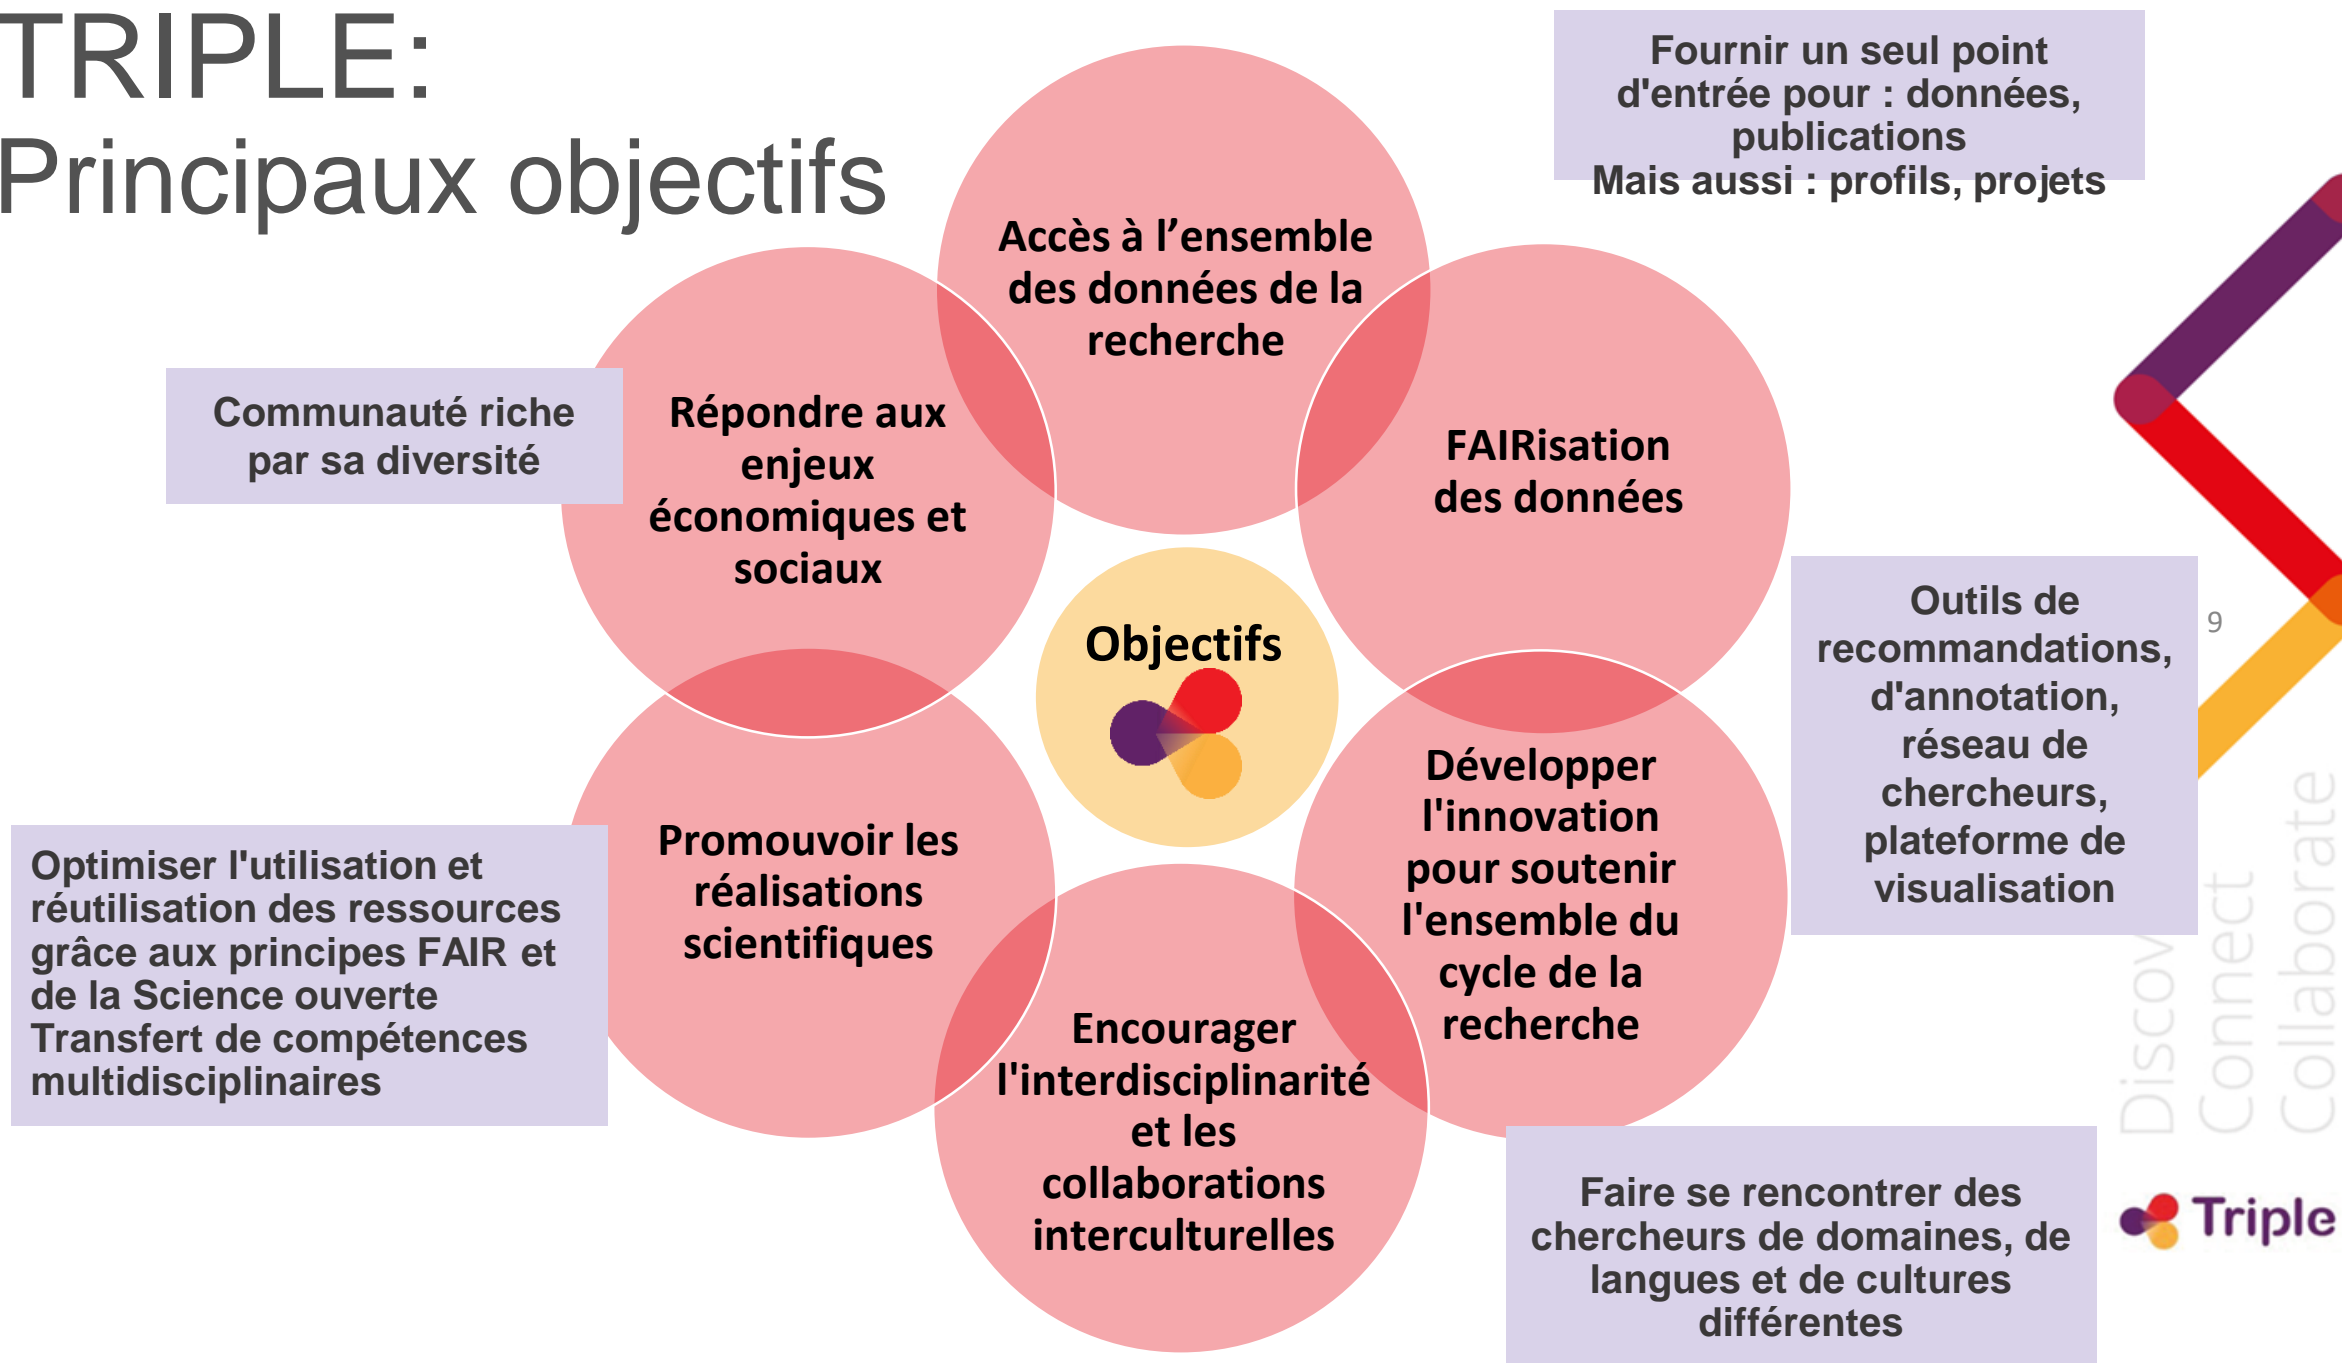 TRIPLE:
Principaux objectifs
Fournir un seul point
d'entrée pour : données,
publications
Mais aussi : profils, projets
Accès à l’ensemble
des données de la
recherche
FAIRisation
des données
Communauté riche
par sa diversité
Répondre aux
enjeux
économiques et
sociaux
Objectifs
Outils de
recommandations,
d'annotation,
réseau de
chercheurs,
plateforme de
visualisation
9
Développer
l'innovation
pour soutenir
l'ensemble du
cycle de la
recherche
Promouvoir les
réalisations
scientifiques
Optimiser l'utilisation et
réutilisation des ressources
grâce aux principes FAIR et
de la Science ouverte
Transfert de compétences
multidisciplinaires
Encourager
l'interdisciplinarité
et les
collaborations
interculturelles
Faire se rencontrer des
chercheurs de domaines, de
langues et de cultures
différentes
Discov
Connect
Collaborate
Triple